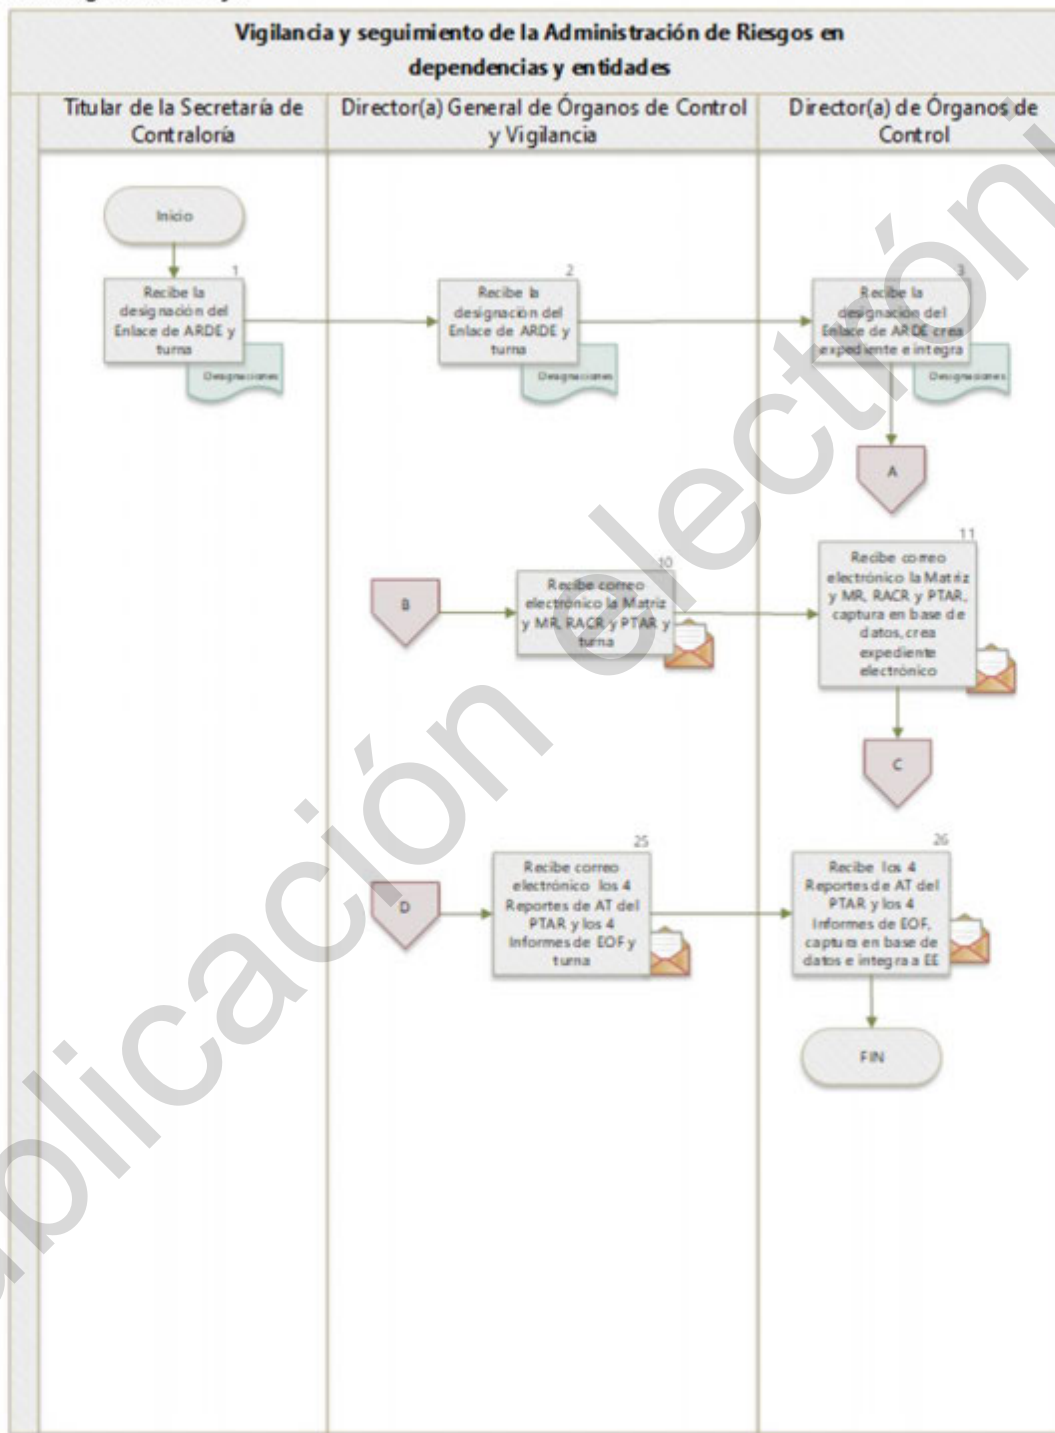 Vigilancia y seguimiento de la Administración de Riesgos en
dependencias y entidades
Titular de la Secretaría de
Contraloría
Director(a) General de Órganos de Control
y Vigilancia
Director(a) de Órganos de
Control
Inicio
1
Recibe la
designación del
Enlace de ARDE y
turna
Designaciones
2
Recibe la
designación del
Enlace de ARDE y
turna
Designaciones
3
Recibe la
designación del
Enlace de ARDE crea
expediente e integra
Designaciones
A
B
10
Recibe correo
electrónico la Matriz
y MR, RACR y PTAR y
turna
11
Recibe correo
electrónico la Matriz
y MR, RACR y PTAR,
captura en base de
datos, crea
expediente
electrónico
C
D
25
Recibe correo
electrónico los 4
Reportes de AT del
PTAR y los 4
Informes de EOF y
turna
26
Recibe los 4
Reportes de AT del
PTAR y los 4
Informes de EOF,
captura en base de
datos e integra a EE
FIN